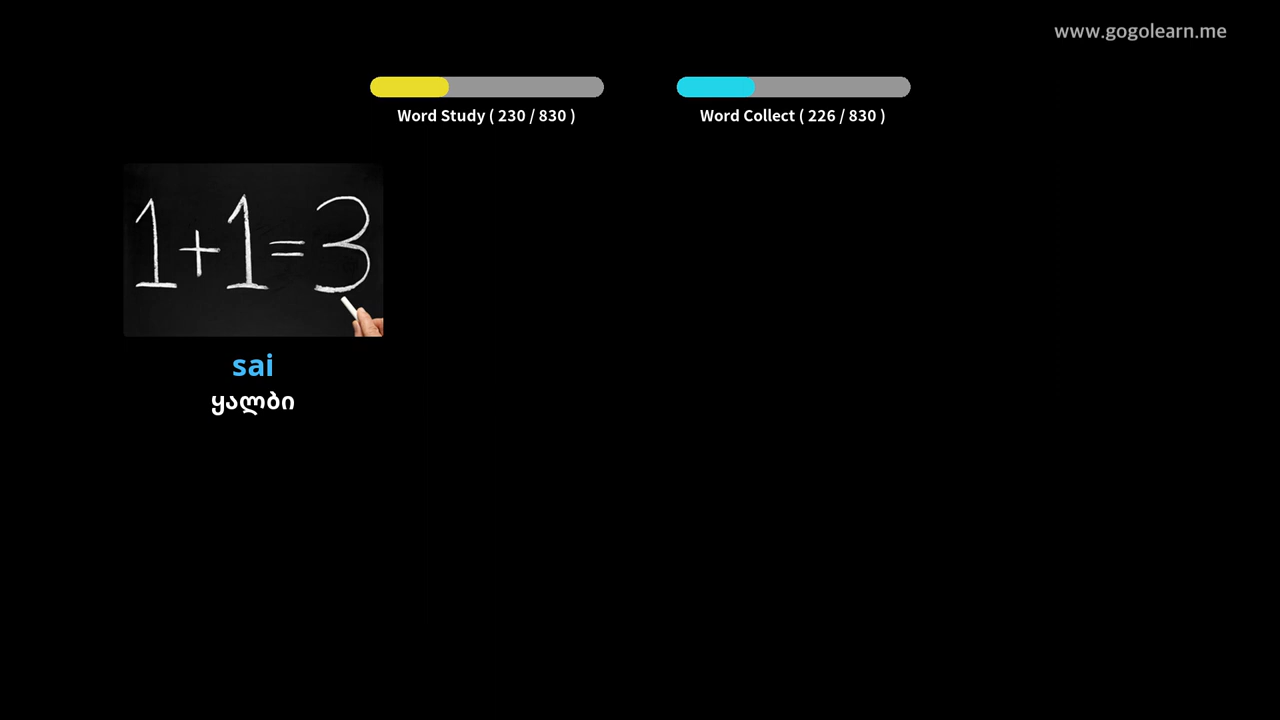 www.gogolearn.me
Word Study ( 230 / 830 )
Word Collect ( 226 / 830 )
1+1=3
sai
ყალბი